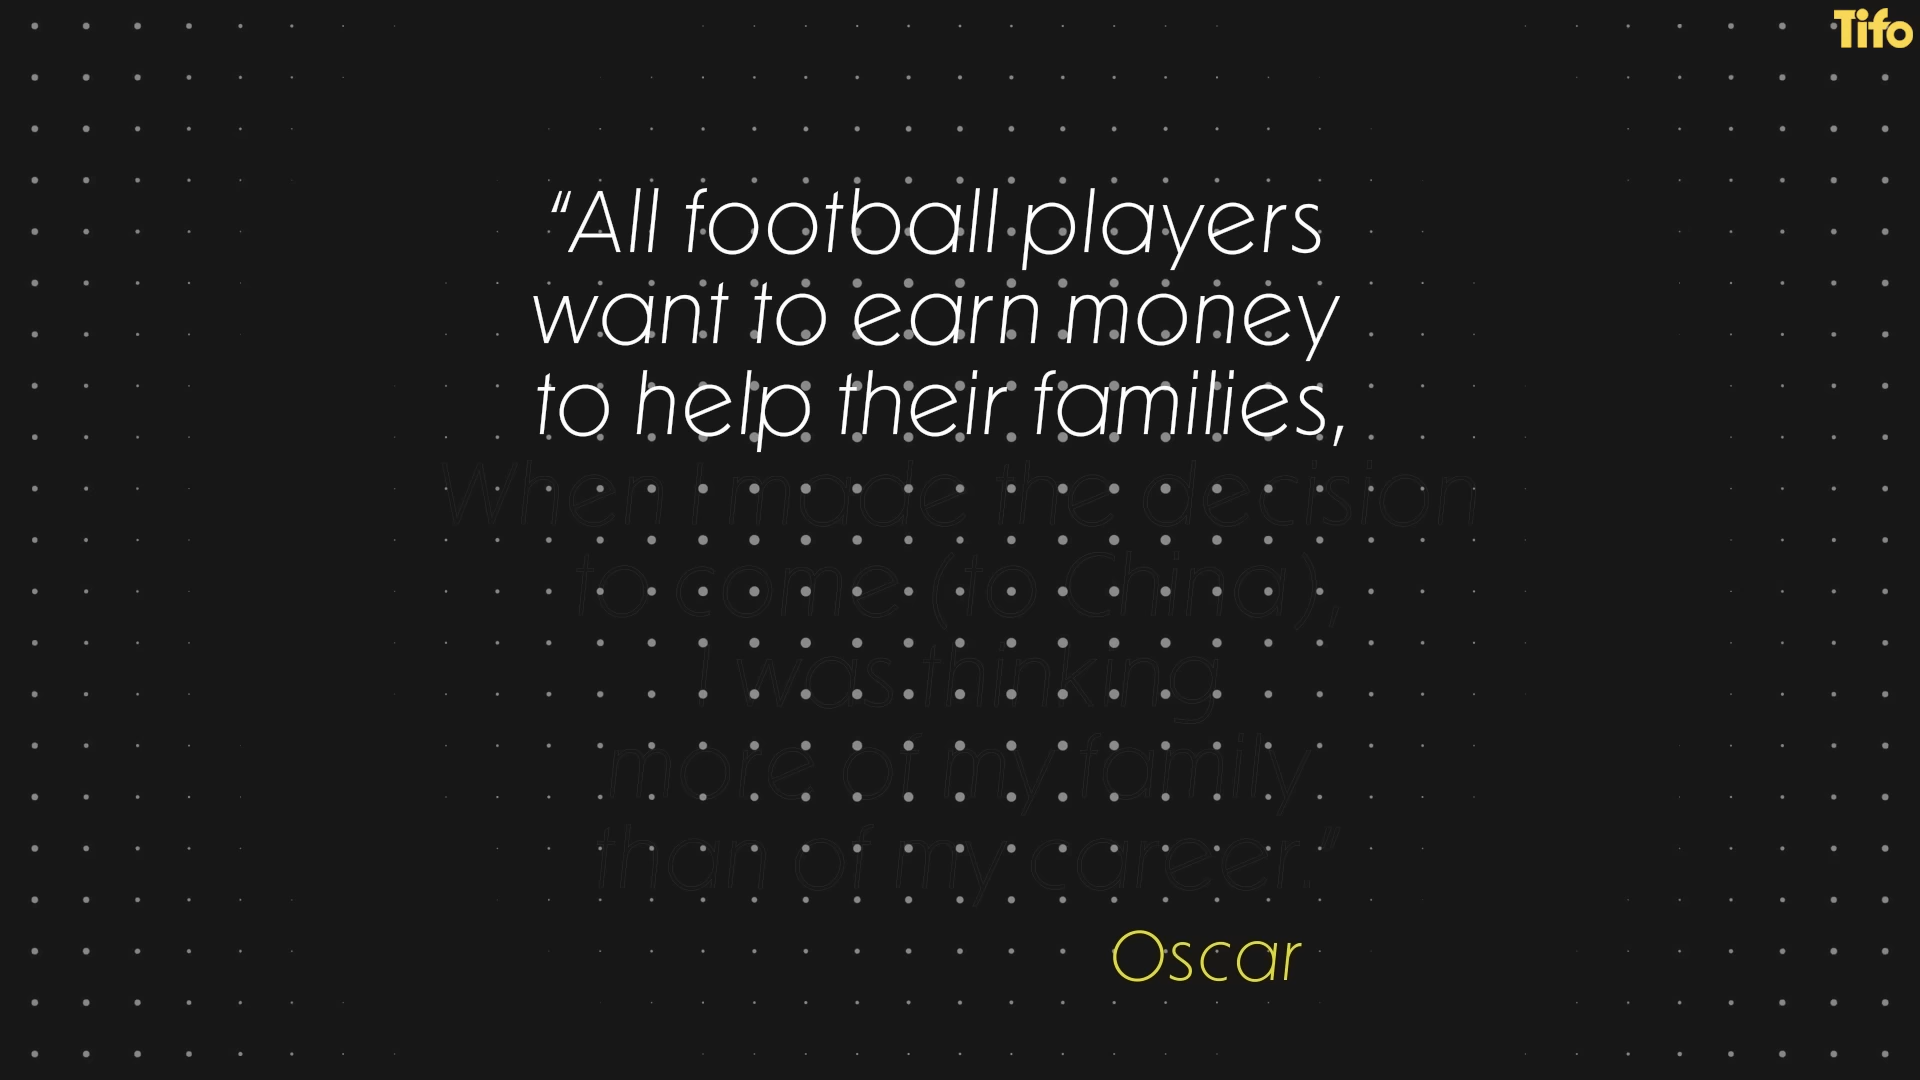 Tifo
“All football players
want to earn money
to help their families,
When I made the decision
to come (to China),
I was thinking
more of my family
than of my career.”
Oscar